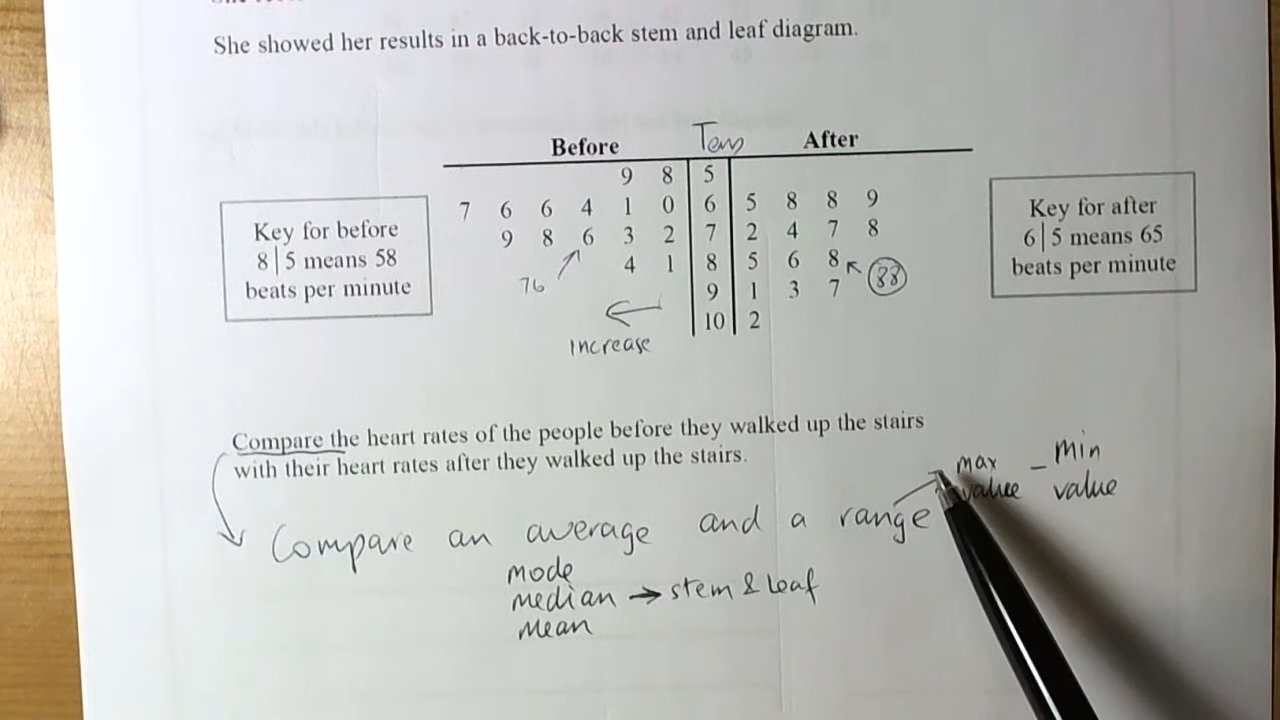 She showed her results in a back-to-back stem and leaf diagram.
Before Tens After
9 8 5
7 6 6 4 1 0 6 5 8 8 9
9 8 6 3 2 7 2 4 7 8
4 1 8 5 6 8 88
76 9 1 3 7
10 2
increase
Key for before
8|5 means 58
beats per minute
Key for after
6|5 means 65
beats per minute
Compare the heart rates of the people before they walked up the stairs
with their heart rates after they walked up the stairs.
max value – min value
Compare an average and a range
mode
median → stem & leaf
mean